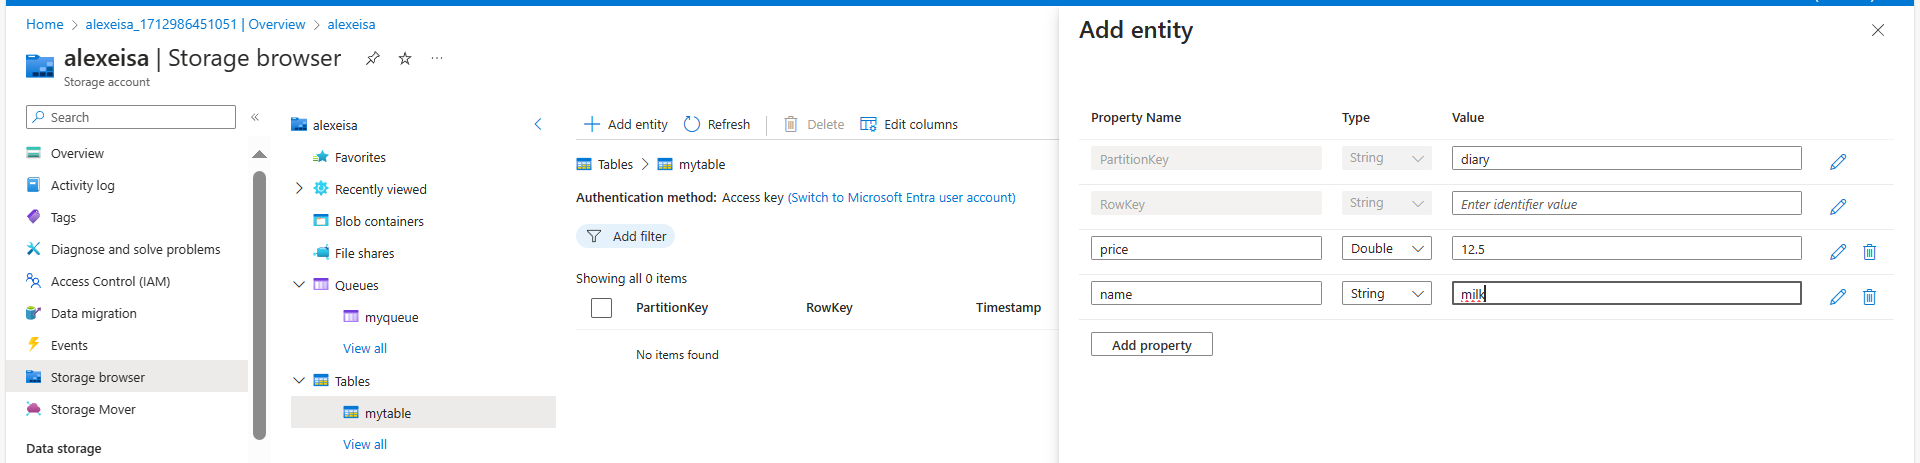 Home > alexeisa_1712986451051 | Overview > alexeisa
alexeisa | Storage browser ...
Storage account
Search
«
Overview
Activity log
Tags
Diagnose and solve problems
Access Control (IAM)
Data migration
Events
Storage browser
Storage Mover
Data storage
alexeisa
Favorites
Recently viewed
Blob containers
File shares
Queues
myqueue
View all
Tables
mytable
View all
Add entity Refresh Delete Edit columns
Tables > mytable
Authentication method: Access key (Switch to Microsoft Entra user account)
Add filter
Showing all 0 items
PartitionKey RowKey Timestamp
No items found
Add entity
Property Name Type Value
PartitionKey String diary
RowKey String Enter identifier value
price Double 12.5
name String milk
Add property